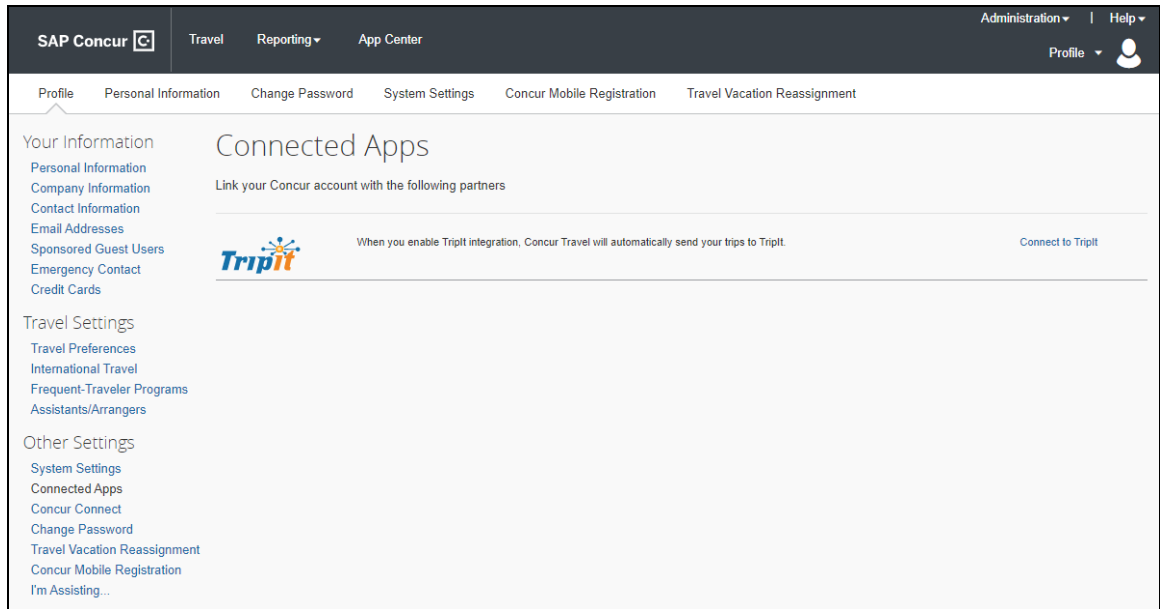 Administration | Help
SAP Concur C Travel Reporting App Center
Profile
Profile Personal Information Change Password System Settings Concur Mobile Registration Travel Vacation Reassignment
Your Information
Personal Information
Company Information
Contact Information
Email Addresses
Sponsored Guest Users
Emergency Contact
Credit Cards
Travel Settings
Travel Preferences
International Travel
Frequent-Traveler Programs
Assistants/Arrangers
Other Settings
System Settings
Connected Apps
Concur Connect
Change Password
Travel Vacation Reassignment
Concur Mobile Registration
I'm Assisting...
Connected Apps
Link your Concur account with the following partners
TripIt When you enable TripIt integration, Concur Travel will automatically send your trips to TripIt. Connect to TripIt